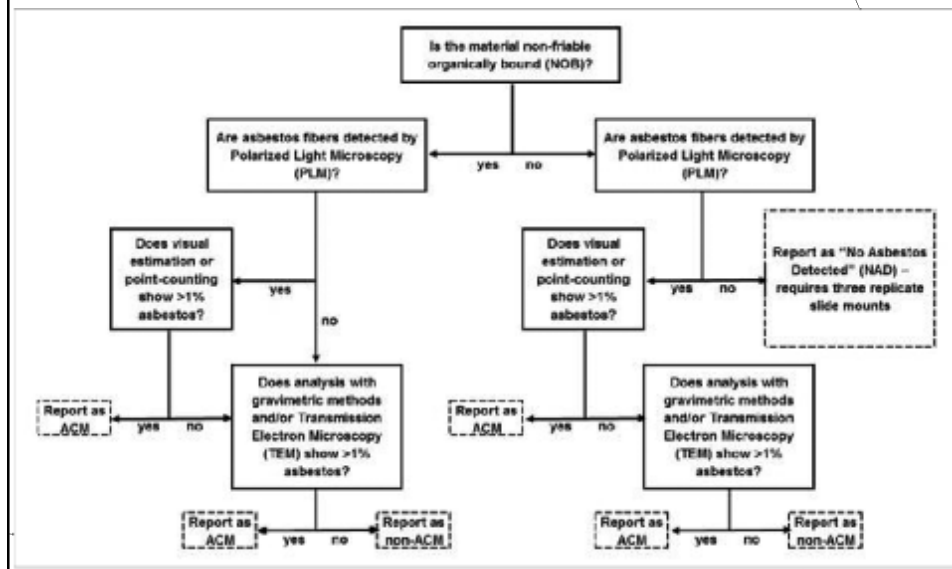 Is the material non-friable
organically bound (NOB)?
Are asbestos fibers detected by
Polarized Light Microscopy
(PLM)?
yes no
Are asbestos fibers detected by
Polarized Light Microscopy
(PLM)?
Does visual
estimation or
point-counting
show >1%
asbestos?
yes
no
Does visual
estimation or
point-counting
show >1%
asbestos?
yes no
Report as “No Asbestos
Detected” (NAD) –
requires three replicate
slide mounts
Report as
ACM
yes no
Does analysis with
gravimetric methods
and/or Transmission
Electron Microscopy
(TEM) show >1%
asbestos?
Report as
ACM
yes no
Does analysis with
gravimetric methods
and/or Transmission
Electron Microscopy
(TEM) show >1%
asbestos?
Report as
ACM
yes no
Report as
non-ACM
Report as
ACM
yes no
Report as
non-ACM